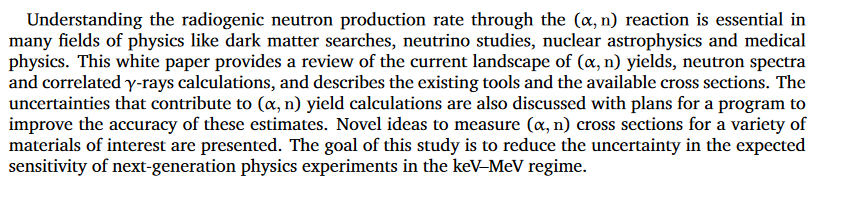 Understanding the radiogenic neutron production rate through the (α, n) reaction is essential in
many fields of physics like dark matter searches, neutrino studies, nuclear astrophysics and medical
physics. This white paper provides a review of the current landscape of (α, n) yields, neutron spectra
and correlated γ-rays calculations, and describes the existing tools and the available cross sections. The
uncertainties that contribute to (α, n) yield calculations are also discussed with plans for a program to
improve the accuracy of these estimates. Novel ideas to measure (α, n) cross sections for a variety of
materials of interest are presented. The goal of this study is to reduce the uncertainty in the expected
sensitivity of next-generation physics experiments in the keV–MeV regime.